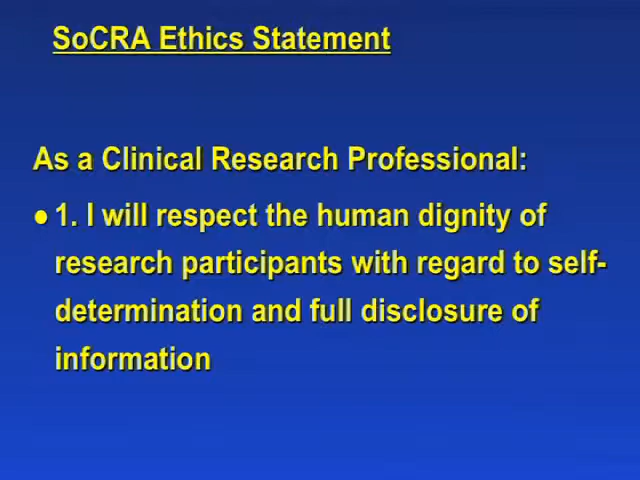 SoCRA Ethics Statement
As a Clinical Research Professional:
● 1. I will respect the human dignity of
research participants with regard to self-
determination and full disclosure of
information